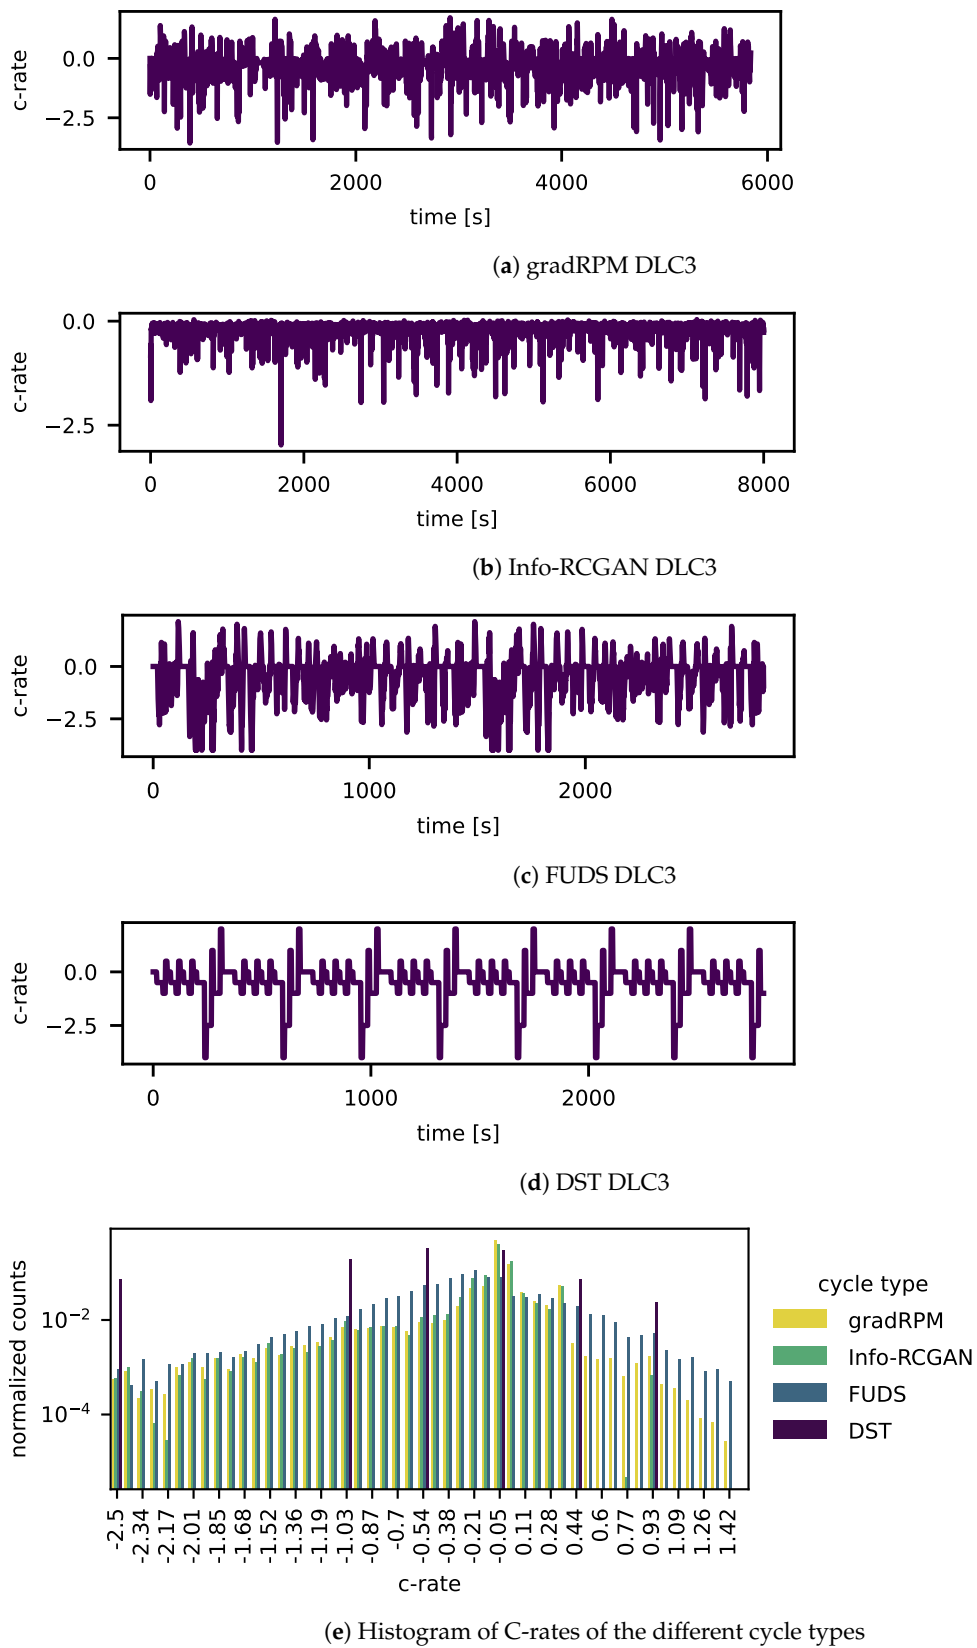 0.0
−2.5
c-rate
0 2000 4000 6000
time [s]
(a) gradRPM DLC3
0.0
−2.5
c-rate
0 2000 4000 6000 8000
time [s]
(b) Info-RCGAN DLC3
0.0
−2.5
c-rate
0 1000 2000
time [s]
(c) FUDS DLC3
0.0
−2.5
c-rate
0 1000 2000
time [s]
(d) DST DLC3
normalized counts
10⁻²
10⁻⁴
cycle type
gradRPM
Info-RCGAN
FUDS
DST
-2.5 -2.34 -2.17 -2.01 -1.85 -1.68 -1.52 -1.36 -1.19 -1.03 -0.87 -0.7 -0.54 -0.38 -0.21 -0.05 0.11 0.28 0.44 0.6 0.77 0.93 1.09 1.26 1.42
c-rate
(e) Histogram of C-rates of the different cycle types